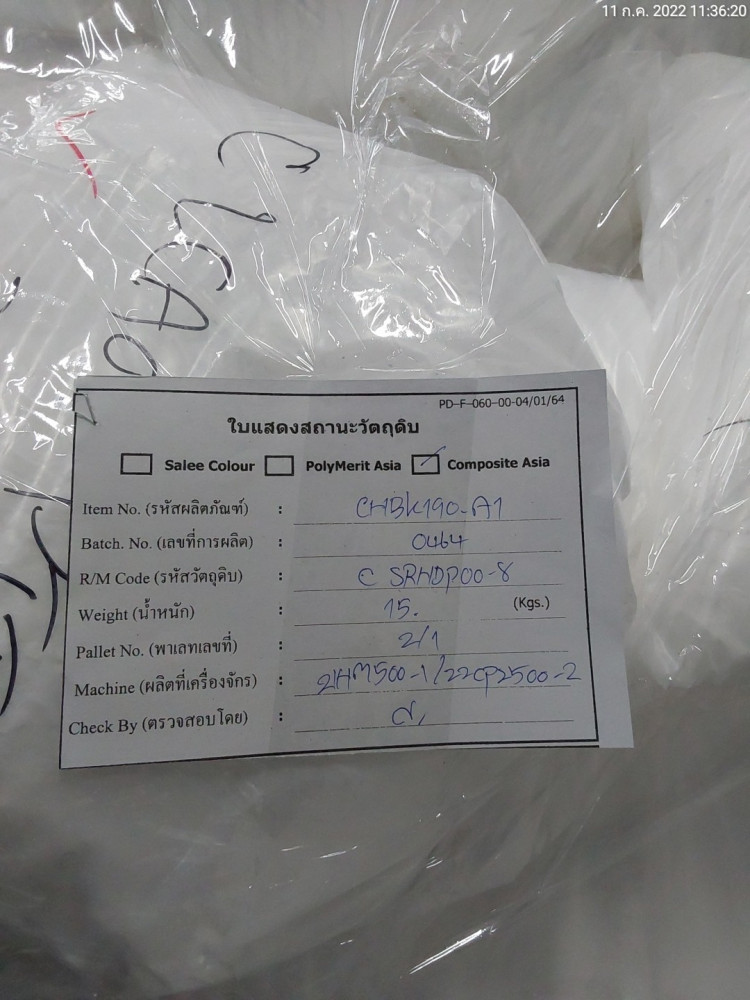 11 ก.ค. 2022 11:36:20
CICAO
PD-F-060-00-04/01/64
ใบแสดงสถานะวัตถุดิบ
Salee Colour PolyMerit Asia Composite Asia
Item No. (รหัสผลิตภัณฑ์) : CHBK190-A1
Batch. No. (เลขที่การผลิต) : 0464
R/M Code (รหัสวัตถุดิบ) : C SRHDP00-8
Weight (น้ำหนัก) : 15. (Kgs.)
Pallet No. (พาเลทเลขที่) : 2/1
Machine (ผลิตที่เครื่องจักร) : 2HM500-1/22CP2500-2
Check By (ตรวจสอบโดย) :